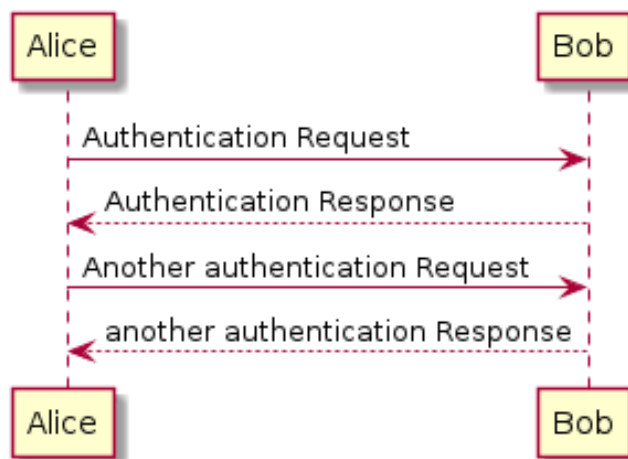 Alice
Bob
Authentication Request
Authentication Response
Another authentication Request
another authentication Response
Alice
Bob